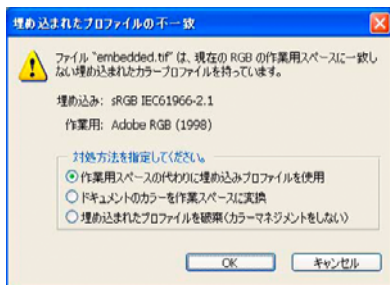 埋め込まれたプロファイルの不一致
ファイル "embedded.tif" は、現在の RGB の作業用スペースに一致し
ない埋め込まれたカラープロファイルを持っています。
埋め込み: sRGB IEC61966-2.1
作業用: Adobe RGB (1998)
対処方法を指定してください。
作業用スペースの代わりに埋め込みプロファイルを使用
ドキュメントのカラーを作業スペースに変換
埋め込まれたプロファイルを破棄(カラーマネジメントをしない)
OK キャンセル